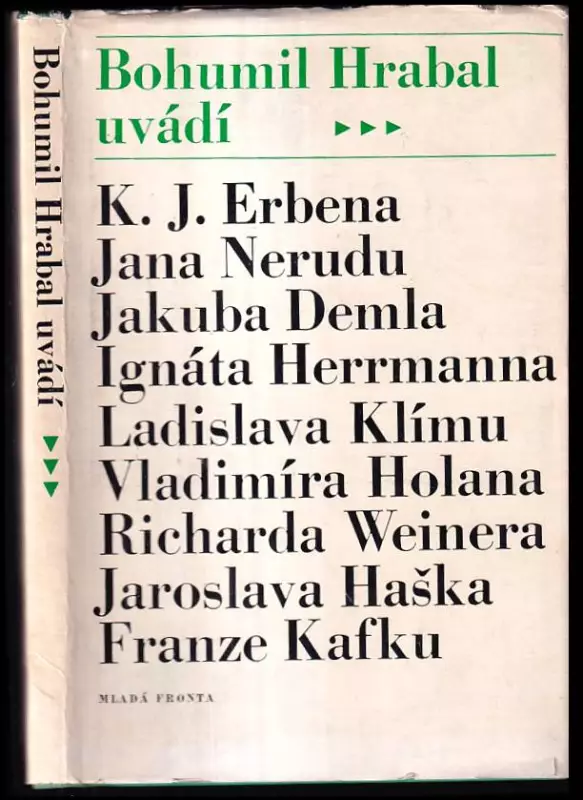 Bohumil Hrabal uvádí ▶▶▶
Bohumil Hrabal
uvádí ▶▶▶
K. J. Erbena
Jana Nerudu
Jakuba Demla
Ignáta Herrmanna
Ladislava Klímu
Vladimíra Holana
Richarda Weinera
Jaroslava Haška
Franze Kafku
MLADÁ FRONTA